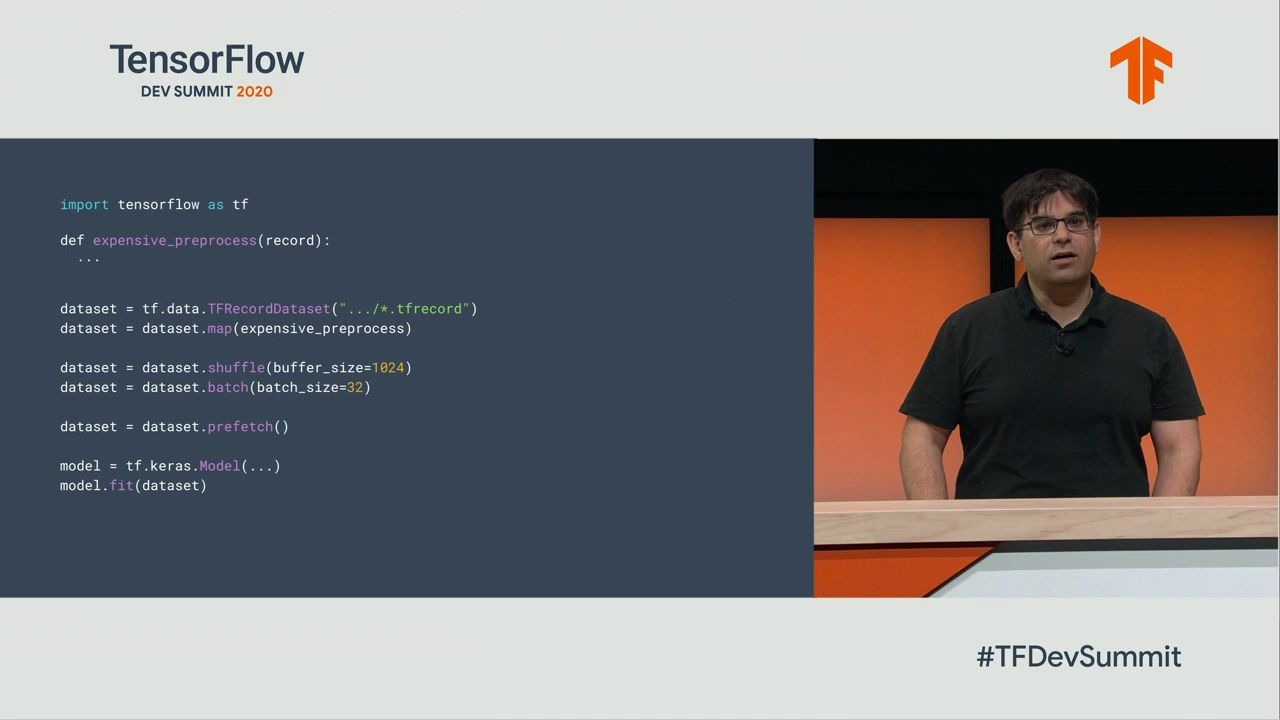 TensorFlow
DEV SUMMIT 2020
import tensorflow as tf
def expensive_preprocess(record):
...
dataset = tf.data.TFRecordDataset(".../*.tfrecord")
dataset = dataset.map(expensive_preprocess)
dataset = dataset.shuffle(buffer_size=1024)
dataset = dataset.batch(batch_size=32)
dataset = dataset.prefetch()
model = tf.keras.Model(...)
model.fit(dataset)
#TFDevSummit